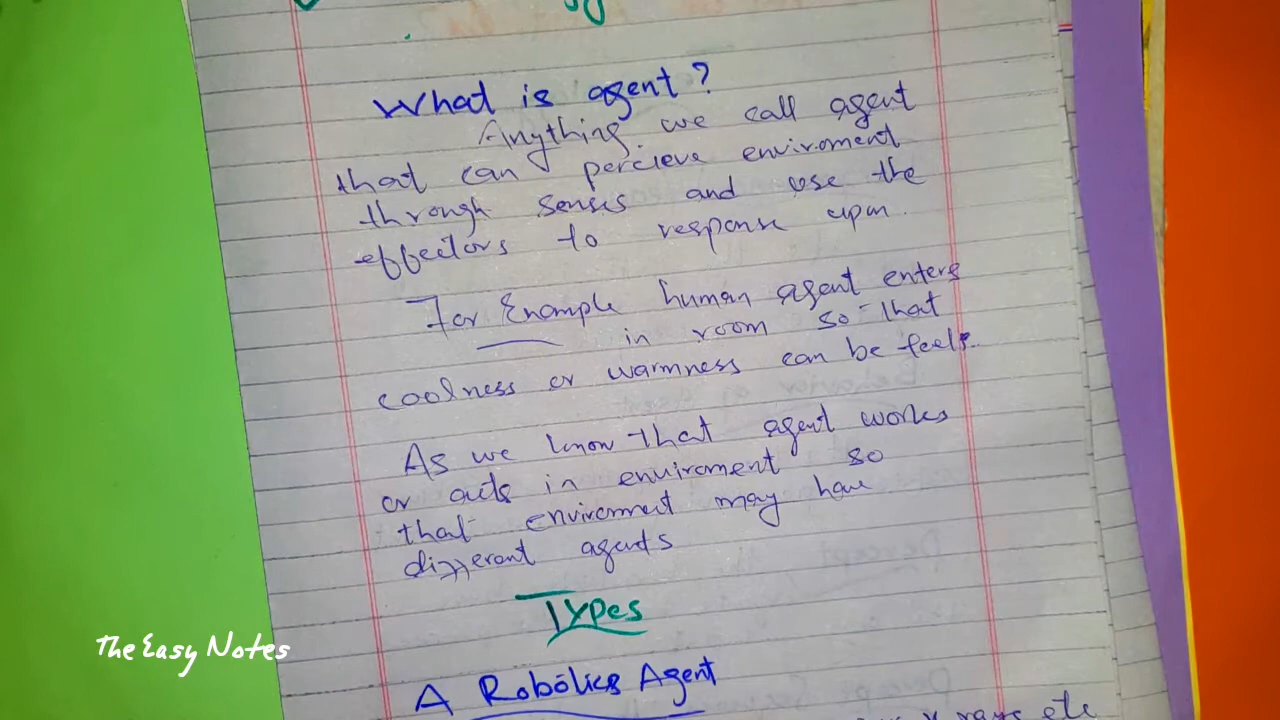 What is agent?
Anything we call agent
that can percieve enviroment
through senses and use the
effectors to response upon.
For Example human agent enters
in room so that
coolness or warmness can be feels.
As we know that agent works
or acts in enviroment so
that enviroment may have
different agents
Types
The Easy Notes
A Robotics Agent
rays etc